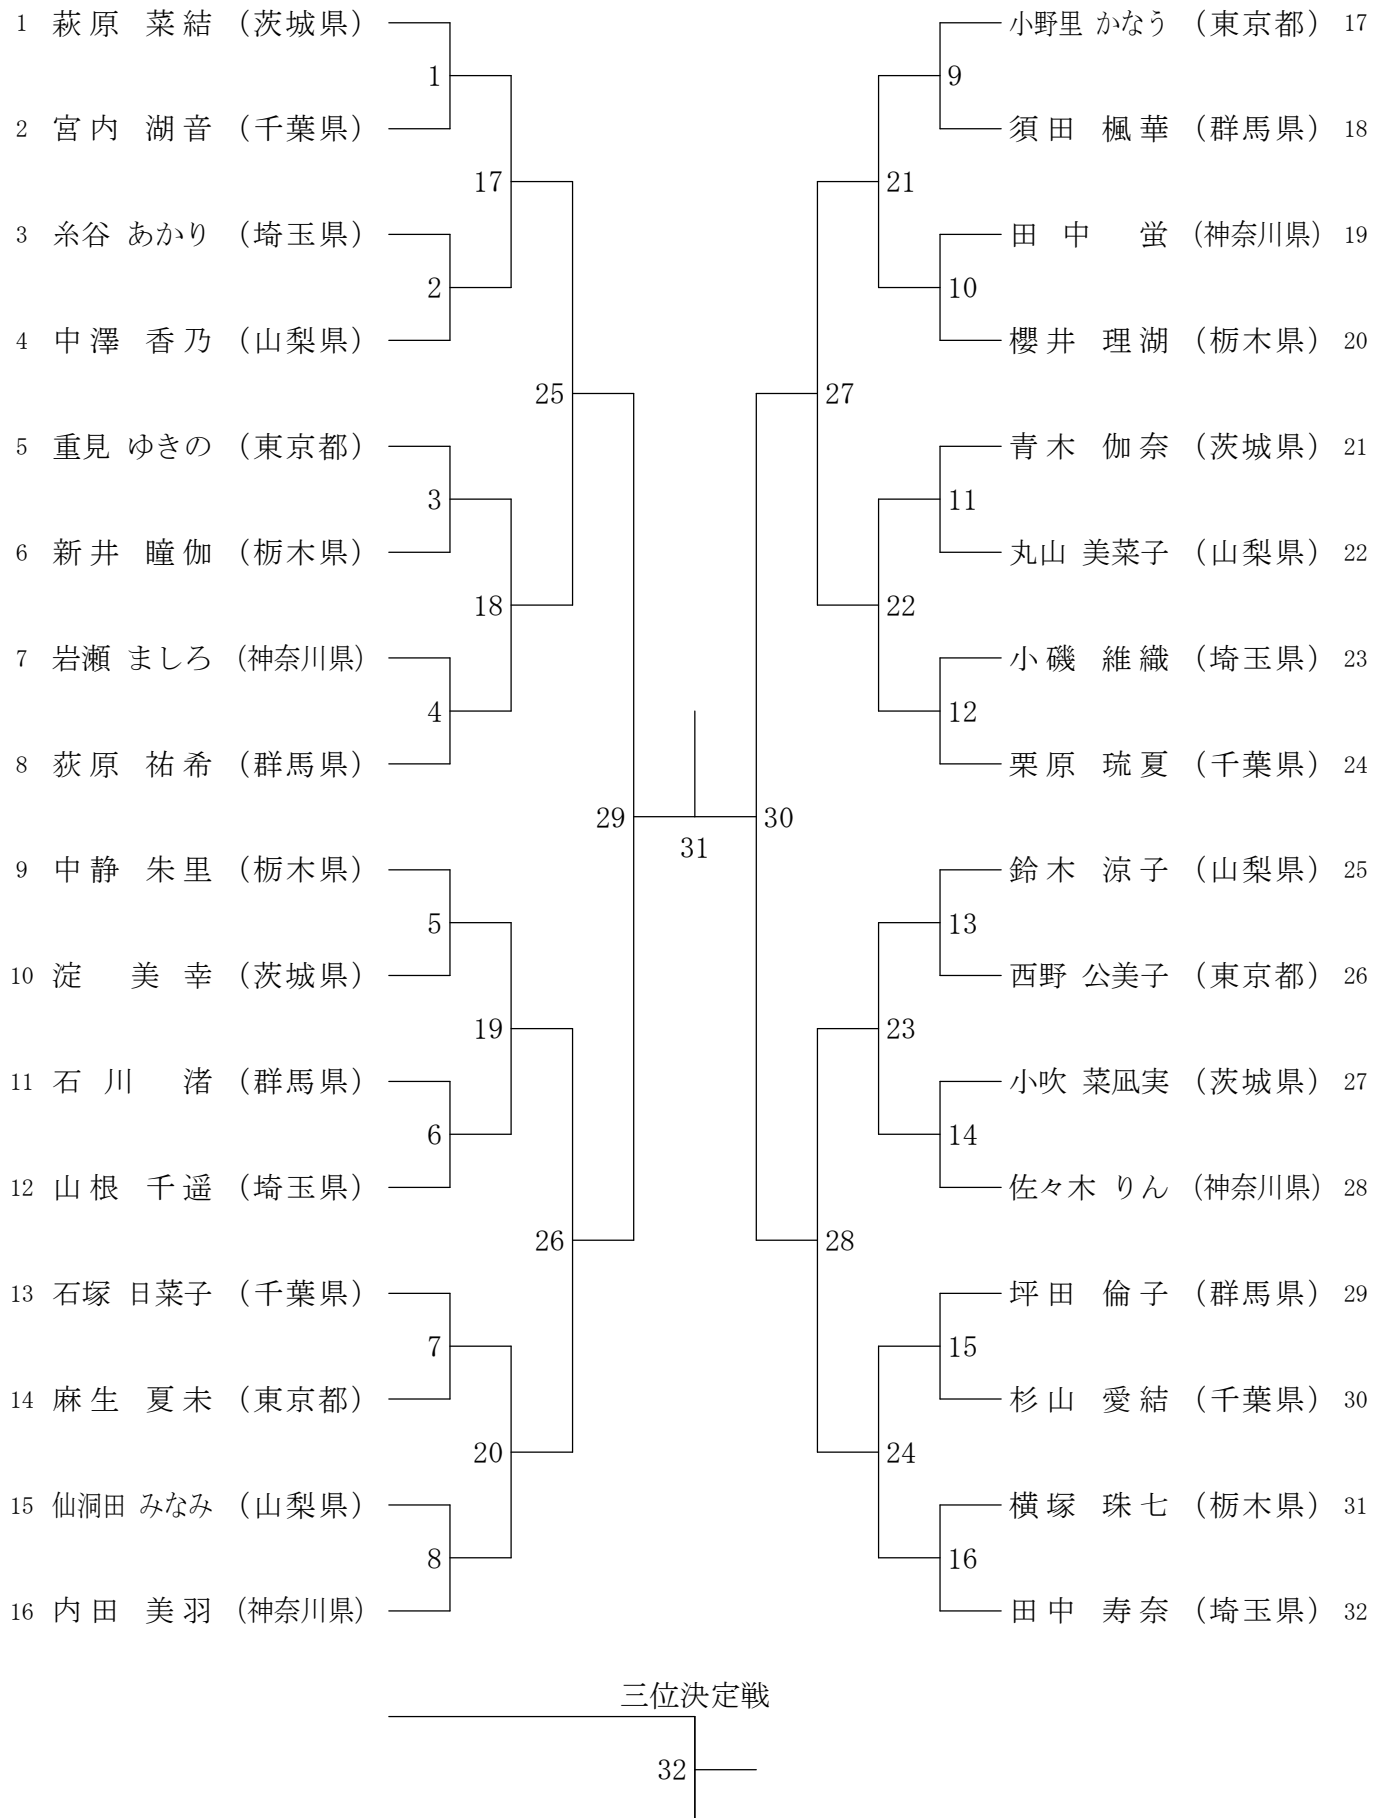 1 萩原 菜結 (茨城県)
1
2 宮内 湖音 (千葉県)
17
3 糸谷 あかり (埼玉県)
2
4 中澤 香乃 (山梨県)
25
5 重見 ゆきの (東京都)
3
6 新井 瞳伽 (栃木県)
18
7 岩瀬 ましろ (神奈川県)
4
8 荻原 祐希 (群馬県)
29
9 中静 朱里 (栃木県)
5
10 淀 美幸 (茨城県)
19
11 石川 渚 (群馬県)
6
12 山根 千遥 (埼玉県)
26
13 石塚 日菜子 (千葉県)
7
14 麻生 夏未 (東京都)
20
15 仙洞田 みなみ (山梨県)
8
16 内田 美羽 (神奈川県)
31
小野里 かなう (東京都) 17
9
須田 楓華 (群馬県) 18
21
田中 蛍 (神奈川県) 19
10
櫻井 理湖 (栃木県) 20
27
青木 伽奈 (茨城県) 21
11
丸山 美菜子 (山梨県) 22
22
小磯 維織 (埼玉県) 23
12
栗原 琉夏 (千葉県) 24
30
鈴木 涼子 (山梨県) 25
13
西野 公美子 (東京都) 26
23
小吹 菜凪実 (茨城県) 27
14
佐々木 りん (神奈川県) 28
28
坪田 倫子 (群馬県) 29
15
杉山 愛結 (千葉県) 30
24
横塚 珠七 (栃木県) 31
16
田中 寿奈 (埼玉県) 32
三位決定戦
32